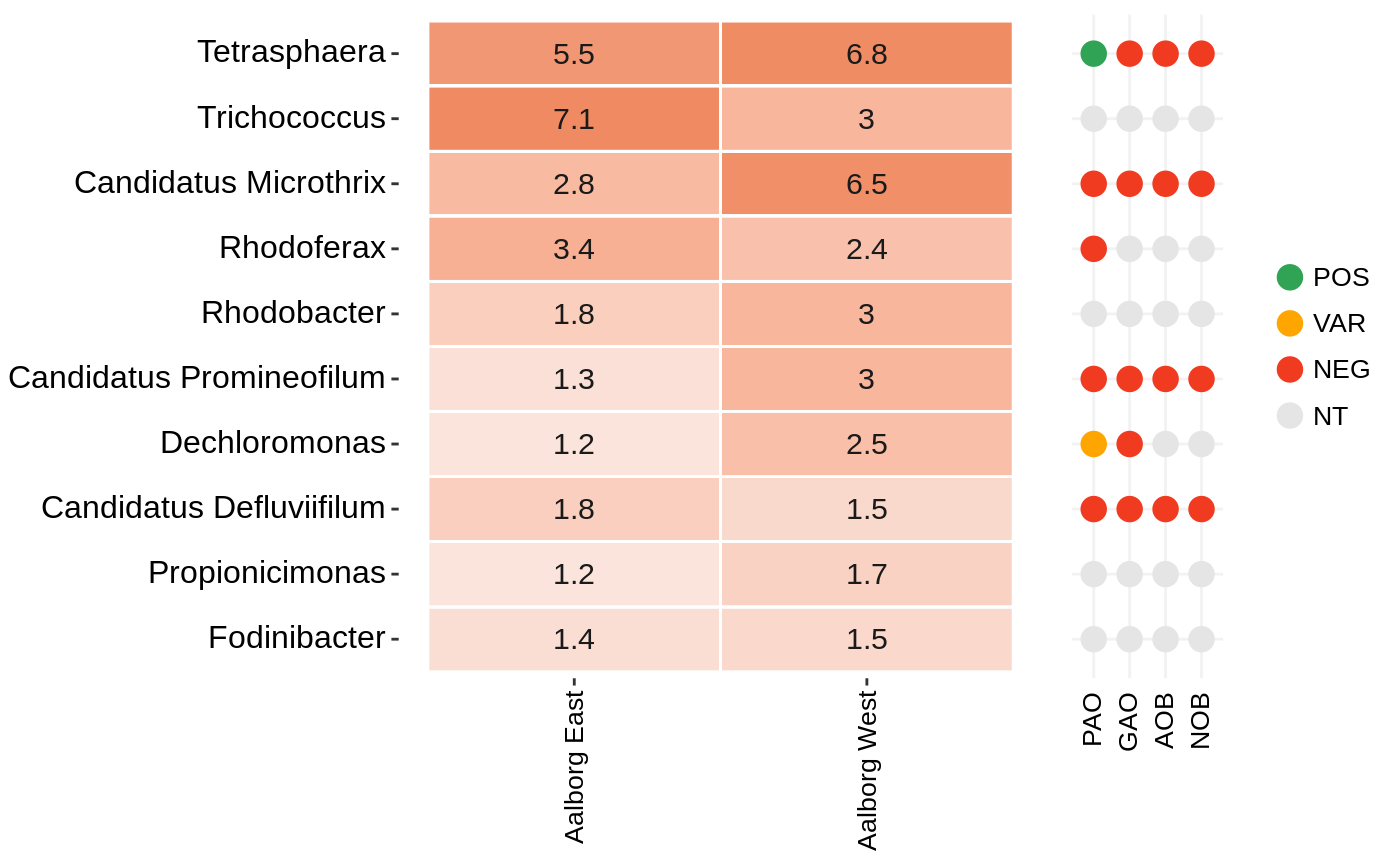 Tetrasphaera 5.5 6.8
Trichococcus 7.1 3
Candidatus Microthrix 2.8 6.5
Rhodoferax 3.4 2.4
Rhodobacter 1.8 3
Candidatus Promineofilum 1.3 3
Dechloromonas 1.2 2.5
Candidatus Defluviifilum 1.8 1.5
Propionicimonas 1.2 1.7
Fodinibacter 1.4 1.5
Aalborg East
Aalborg West
PAO
GAO
AOB
NOB
POS
VAR
NEG
NT